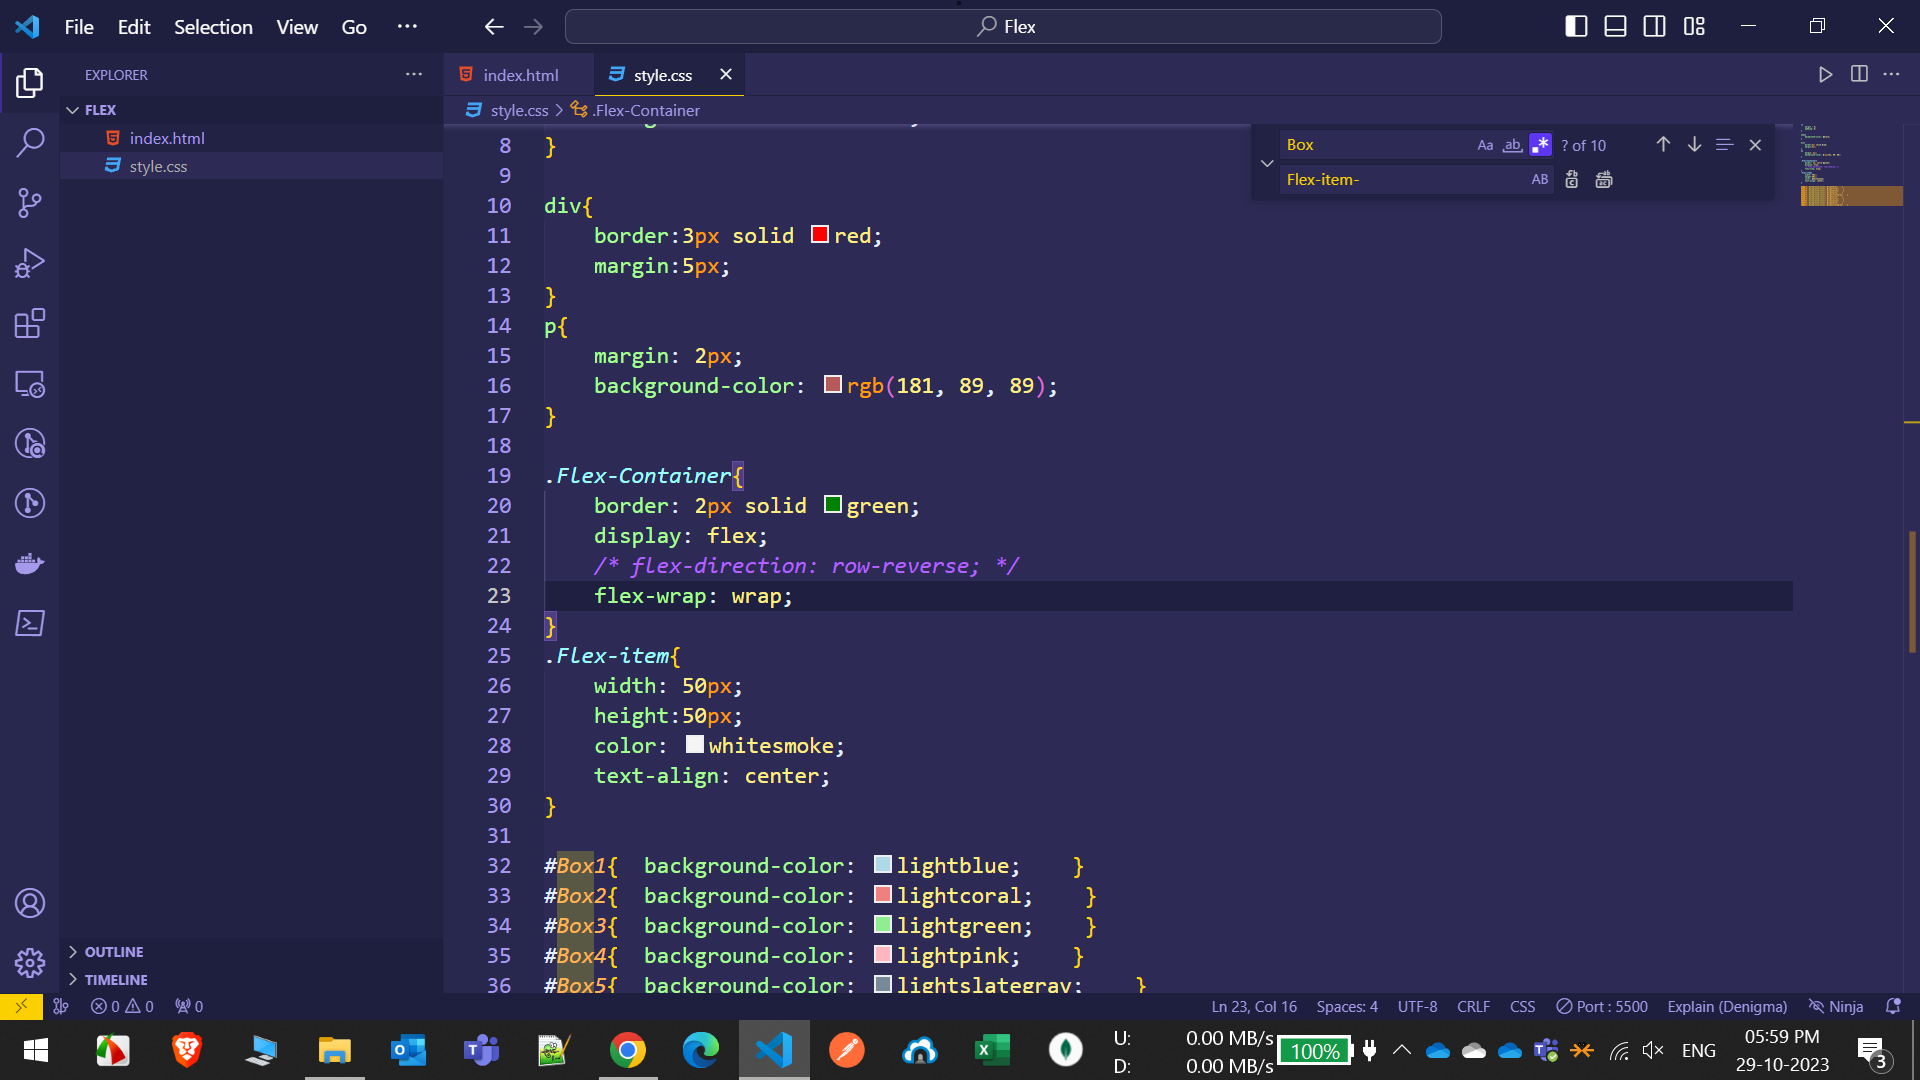 File Edit Selection View Go ···
Flex
EXPLORER
FLEX
index.html
style.css
OUTLINE
TIMELINE
index.html
style.css
style.css > .Flex-Container
Box
Aa ab .* ? of 10
Flex-item-
AB
8 }
9
10 div{
11 border:3px solid red;
12 margin:5px;
13 }
14 p{
15 margin: 2px;
16 background-color: rgb(181, 89, 89);
17 }
18
19 .Flex-Container{
20 border: 2px solid green;
21 display: flex;
22 /* flex-direction: row-reverse; */
23 flex-wrap: wrap;
24 }
25 .Flex-item{
26 width: 50px;
27 height:50px;
28 color: whitesmoke;
29 text-align: center;
30 }
31
32 #Box1{ background-color: lightblue; }
33 #Box2{ background-color: lightcoral; }
34 #Box3{ background-color: lightgreen; }
35 #Box4{ background-color: lightpink; }
36 #Box5{ background-color: lightslategray; }
0 0 0
Ln 23, Col 16 Spaces: 4 UTF-8 CRLF CSS Port : 5500 Explain (Denigma) Ninja
U: 0.00 MB/s
D: 0.00 MB/s
100%
ENG
05:59 PM
29-10-2023
3